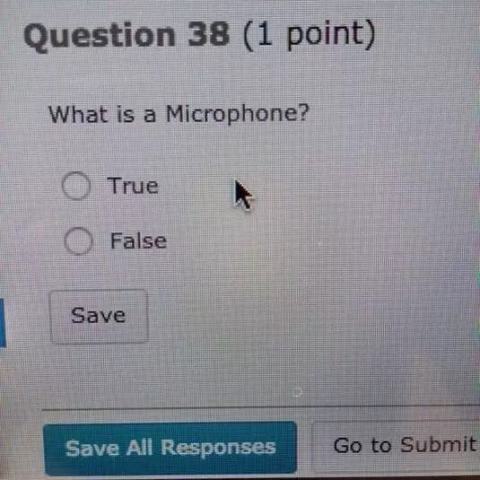 Question 38 (1 point)
What is a Microphone?
True
False
Save
Save All Responses
Go to Submit